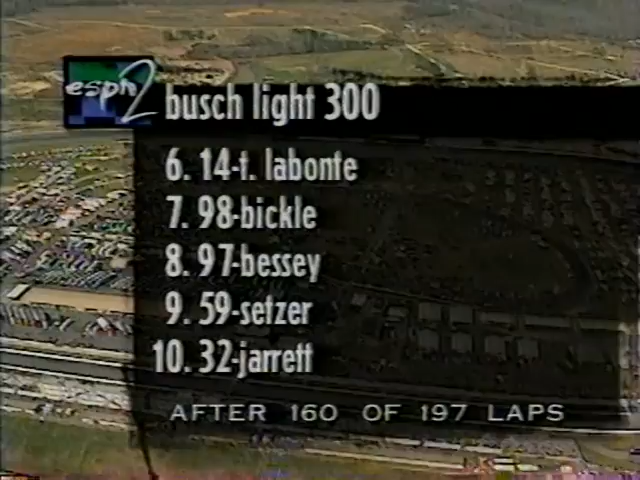 espn2
busch light 300
6. 14-t. labonte
7. 98-bickle
8. 97-bessey
9. 59-setzer
10. 32-jarrett
AFTER 160 OF 197 LAPS